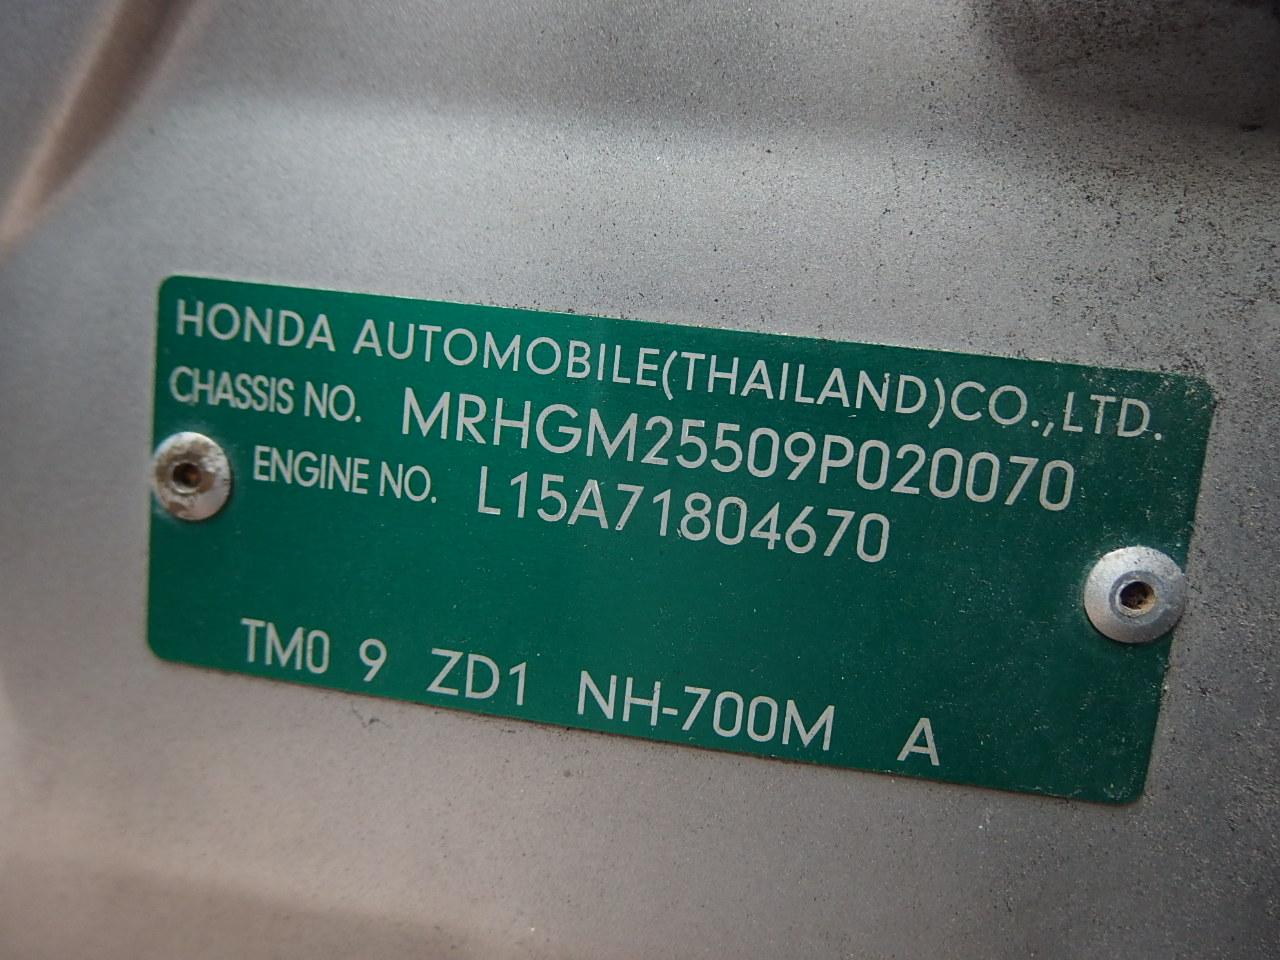 HONDA AUTOMOBILE(THAILAND)CO.,LTD.
CHASSIS NO. MRHGM25509P020070
ENGINE NO. L15A71804670
TM0 9 ZD1 NH-700M A